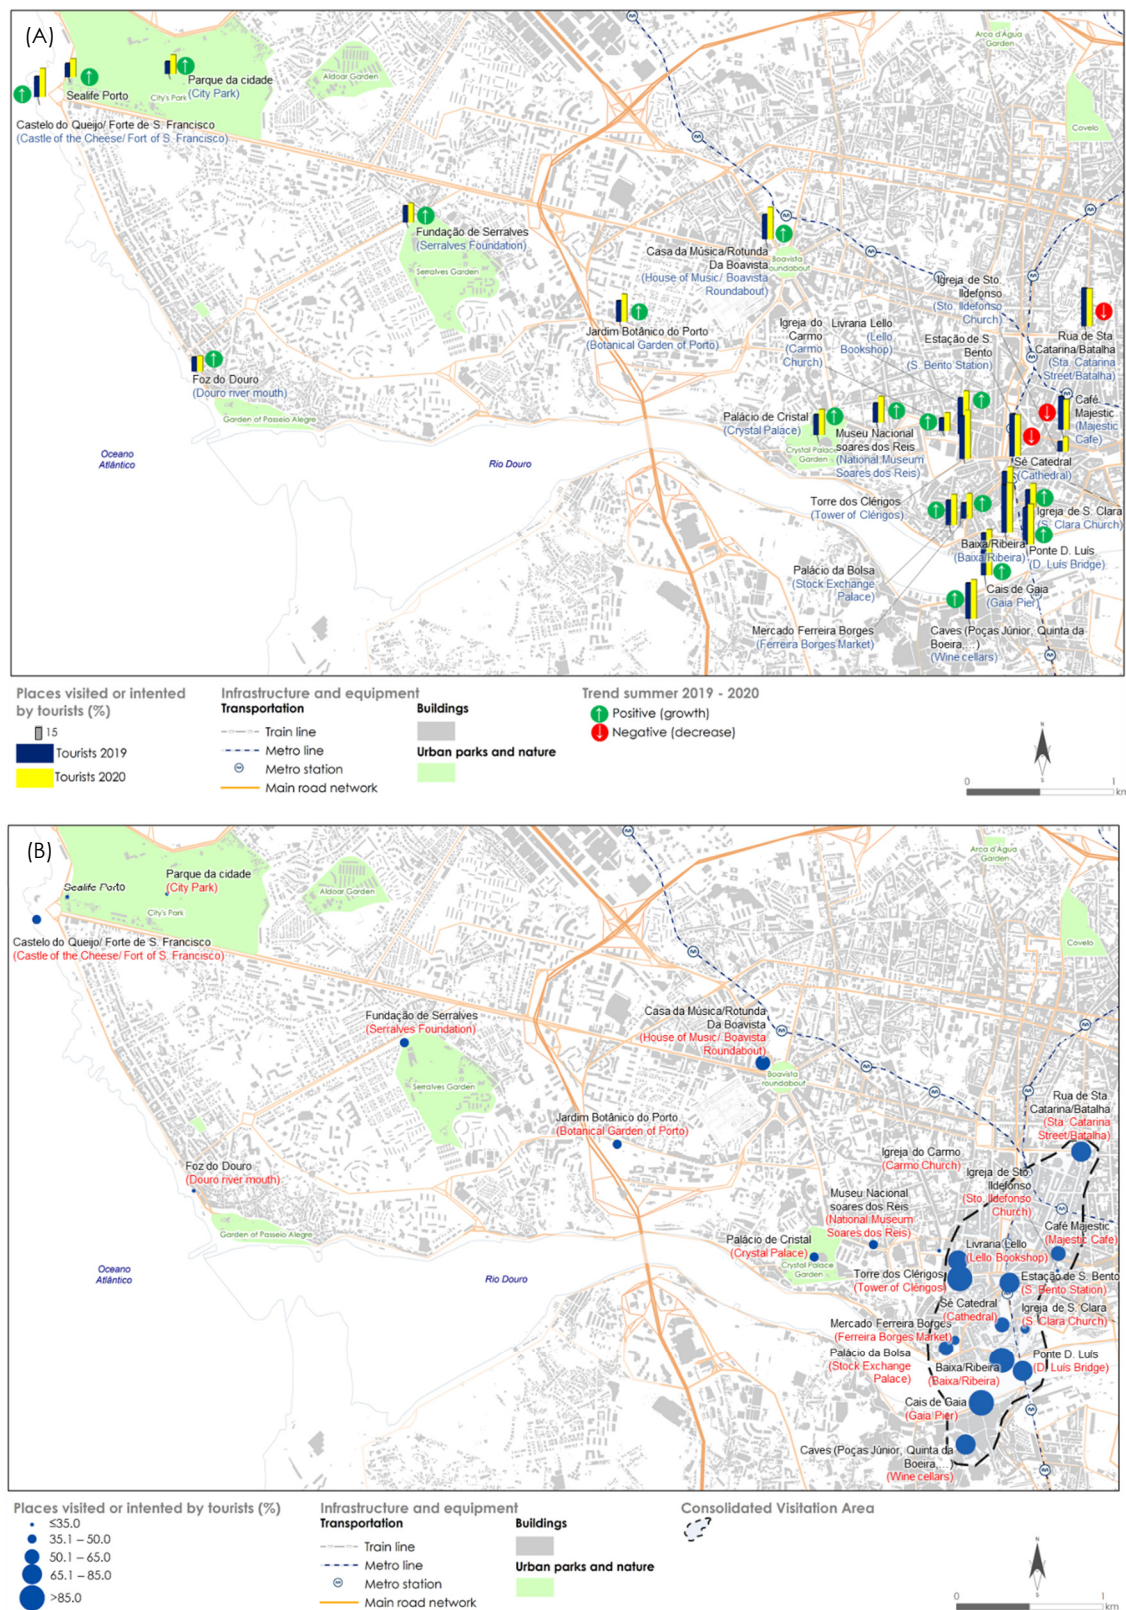 (A)
Arca d'Água
Garden
Aldoar Garden
Parque da cidade
(City Park)
City's Park
Sealife Porto
Covelo
Castelo do Queijo/ Forte de S. Francisco
(Castle of the Cheese/ Fort of S. Francisco)
Fundação de Serralves
(Serralves Foundation)
Serralves Garden
Casa da Música/Rotunda
Da Boavista
(House of Music/ Boavista
Roundabout)
Boavista
roundabout
Igreja de Sto.
Ildefonso
(Sto. Ildefonso
Church)
Jardim Botânico do Porto
(Botanical Garden of Porto)
Igreja do
Carmo
(Carmo
Church)
Livrana Lello
(Lello
Bookshop)
Estação de S.
Bento
(S. Bento Station)
Rua de Sta.
Catarina/Batalha
(Sta. Catarina
Street/Batalha)
Foz do Douro
(Douro river mouth)
Garden of Passeio Alegre
Café
Majestic
(Majestic
Cafe)
Palácio de Cristal
(Crystal Palace)
Crystal Palace
Garden
Museu Nacional
soares dos Reis
(National Museum
Soares dos Reis)
Oceano
Atlântico
Rio Douro
Sé Catedral
(Cathedral)
Torre dos Clérigos
(Tower of Clérigos)
Igreja de S. Clara
(S. Clara Church)
Baixa/Ribeira
(Baixa/Ribeira)
Ponte D. Luís
(D. Luís Bridge)
Palácio da Bolsa
(Stock Exchange
Palace)
Cais de Gaia
(Gaia Pier)
Mercado Ferreira Borges
(Ferreira Borges Market)
Caves (Poças Júnior, Quinta da
Boeira,...)
(Wine cellars)
Places visited or intented
by tourists (%)
15
Tourists 2019
Tourists 2020
Infrastructure and equipment
Transportation
Train line
Metro line
Metro station
Main road network
Buildings
Urban parks and nature
Trend summer 2019 - 2020
Positive (growth)
Negative (decrease)
N
S
0 1
km
(B)
Arca d'Água
Garden
Parque da cidade
(City Park)
Sealife Porto
Aldoar Garden
City's Park
Covelo
Castelo do Queijo/ Forte de S. Francisco
(Castle of the Cheese/ Fort of S. Francisco)
Fundação de Serralves
(Serralves Foundation)
Serralves Garden
Casa da Música/Rotunda
Da Boavista
(House of Music/ Boavista
Roundabout)
Boavista
roundabout
Rua de Sta.
Catarina/Batalha
(Sta. Catarina
Street/Batalha)
Jardim Botânico do Porto
(Botanical Garden of Porto)
Igreja do Carmo
(Carmo Church)
Foz do Douro
(Douro river mouth)
Igreja de Sto.
Ildefonso
(Sto. Ildefonso
Church)
Museu Nacional
soares dos Reis
(National Museum
Soares dos Reis)
Café Majestic
(Majestic Cafe)
Garden of Passeio Alegre
Palácio de Cristal
(Crystal Palace)
Crystal Palace
Garden
Livraria Lello
(Lello Bookshop)
Oceano
Atlântico
Rio Douro
Torre dos Clérigos
(Tower of Clérigos)
Estação de S. Bento
(S. Bento Station)
Sé Catedral
(Cathedral)
Igreja de S. Clara
(S. Clara Church)
Mercado Ferreira Borges
(Ferreira Borges Market)
Palácio da Bolsa
(Stock Exchange
Palace)
Baixa/Ribeira
(Baixa/Ribeira)
Ponte D. Luís
(D. Luís Bridge)
Cais de Gaia
(Gaia Pier)
Caves (Poças Júnior, Quinta da
Boeira,...)
(Wine cellars)
Places visited or intented by tourists (%)
≤35.0
35.1 – 50.0
50.1 – 65.0
65.1 – 85.0
>85.0
Infrastructure and equipment
Transportation
Train line
Metro line
Metro station
Main road network
Buildings
Urban parks and nature
Consolidated Visitation Area
N
S
0 1
km